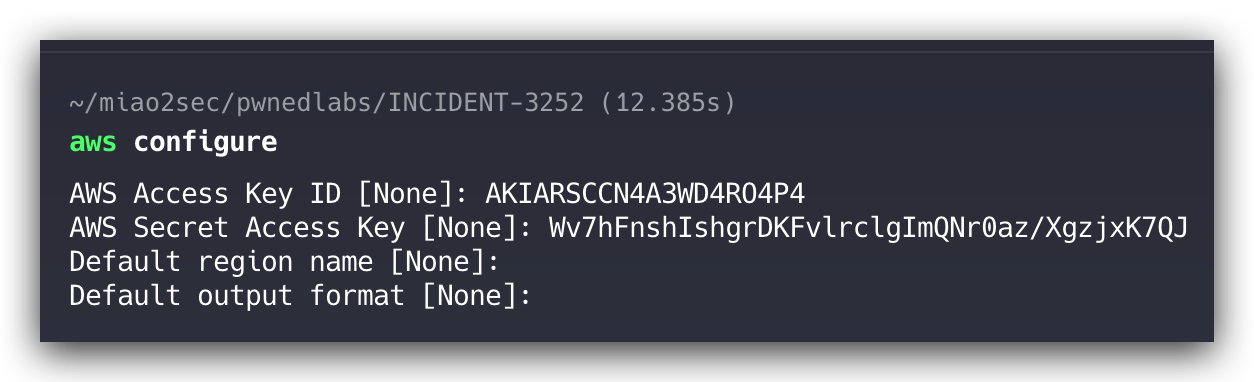 ~/miao2sec/pwnedlabs/INCIDENT-3252 (12.385s)
aws configure
AWS Access Key ID [None]: AKIARSCCN4A3WD4RO4P4
AWS Secret Access Key [None]: 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
Default region name [None]:
Default output format [None]: